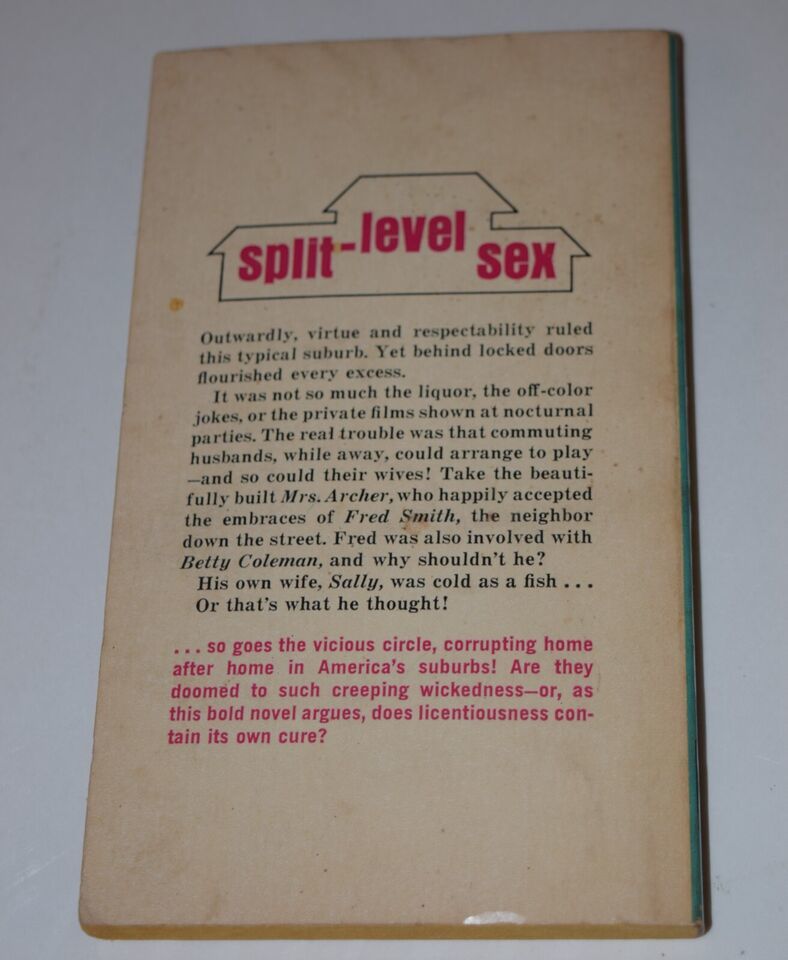 split-level sex
Outwardly, virtue and respectability ruled
this typical suburb. Yet behind locked doors
flourished every excess.
It was not so much the liquor, the off-color
jokes, or the private films shown at nocturnal
parties. The real trouble was that commuting
husbands, while away, could arrange to play
—and so could their wives! Take the beauti-
fully built Mrs. Archer, who happily accepted
the embraces of Fred Smith, the neighbor
down the street. Fred was also involved with
Betty Coleman, and why shouldn't he?
His own wife, Sally, was cold as a fish ...
Or that's what he thought!
... so goes the vicious circle, corrupting home
after home in America's suburbs! Are they
doomed to such creeping wickedness—or, as
this bold novel argues, does licentiousness con-
tain its own cure?